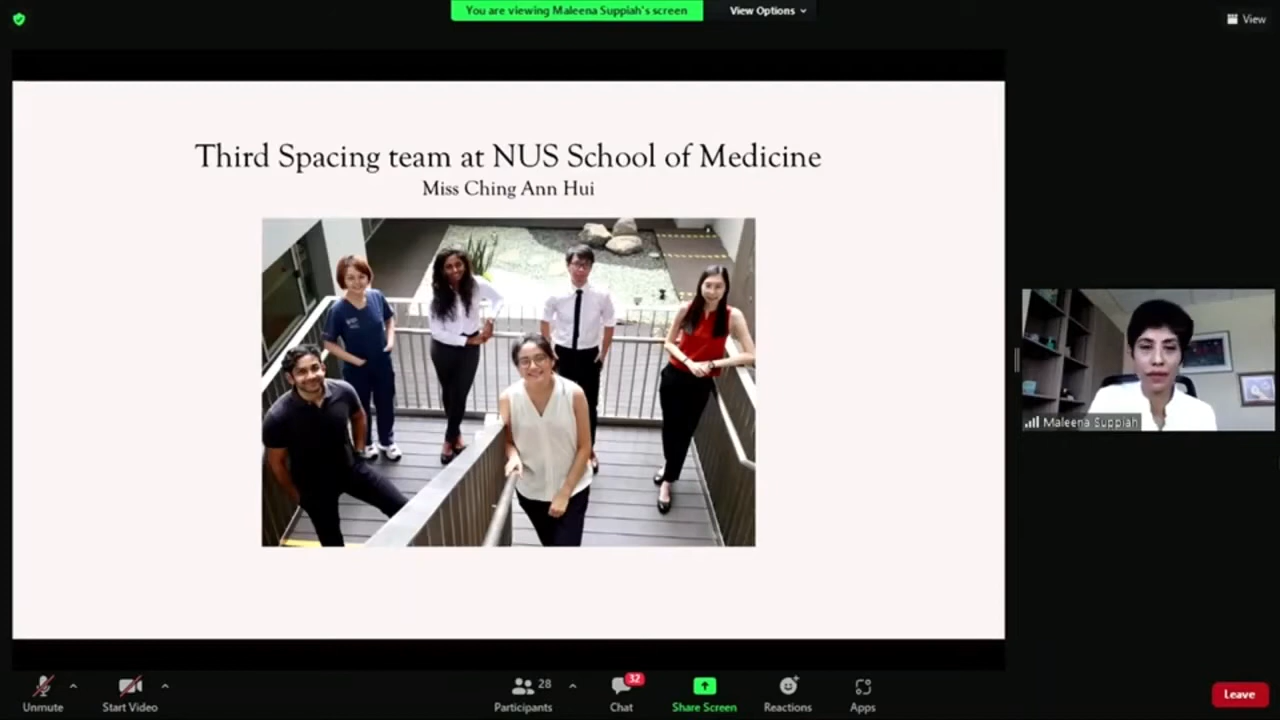 You are viewing Maleena Suppiah's screen
View Options
View
Third Spacing team at NUS School of Medicine
Miss Ching Ann Hui
Maleena Suppiah
Unmute
Start Video
28
Participants
32
Chat
Share Screen
Reactions
Apps
Leave